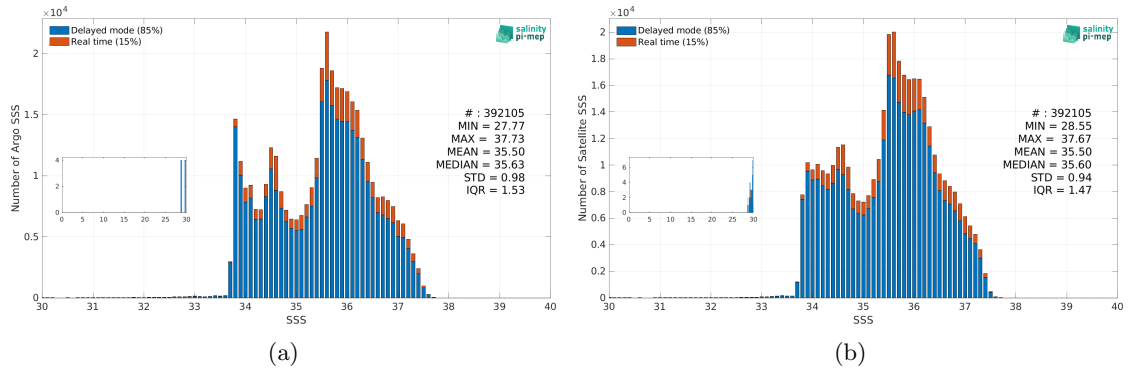 ×10⁴
Delayed mode (85%)
Real time (15%)
salinity
pi-mep
# : 392105
MIN = 27.77
MAX = 37.73
MEAN = 35.50
MEDIAN = 35.63
STD = 0.98
IQR = 1.53
Number of Argo SSS
2
1.5
1
0.5
0
4
2
0
0 5 10 15 20 25 30
30 31 32 33 34 35 36 37 38 39 40
SSS
(a)
×10⁴
Delayed mode (85%)
Real time (15%)
salinity
pi-mep
# : 392105
MIN = 28.55
MAX = 37.67
MEAN = 35.50
MEDIAN = 35.60
STD = 0.94
IQR = 1.47
Number of Satellite SSS
2
1.8
1.6
1.4
1.2
1
0.8
0.6
0.4
0.2
0
6
4
2
0
0 5 10 15 20 25 30
30 31 32 33 34 35 36 37 38 39 40
SSS
(b)